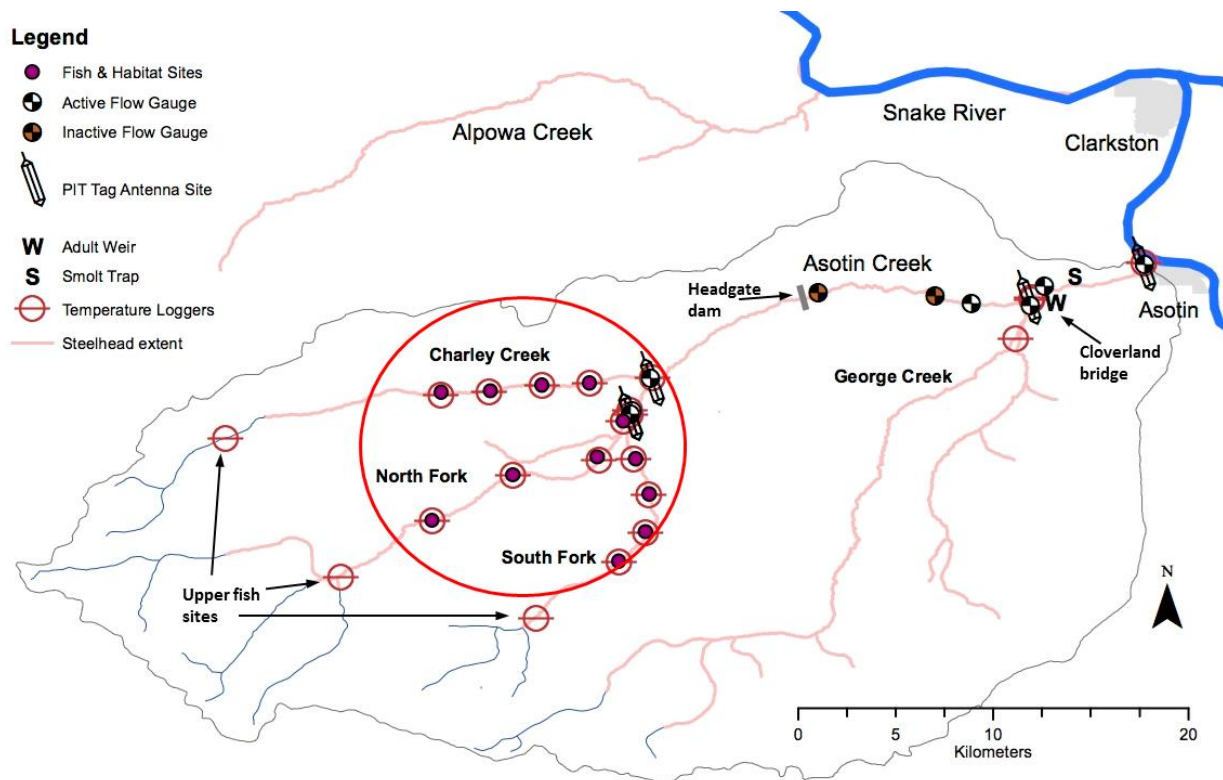 Legend
Fish & Habitat Sites
Active Flow Gauge
Inactive Flow Gauge
PIT Tag Antenna Site
W Adult Weir
S Smolt Trap
Temperature Loggers
Steelhead extent
Alpowa Creek
Snake River
Clarkston
Asotin Creek
S
Headgate
dam
W
Asotin
Cloverland
bridge
Charley Creek
George Creek
North Fork
South Fork
Upper fish
sites
N
0 5 10 20
Kilometers